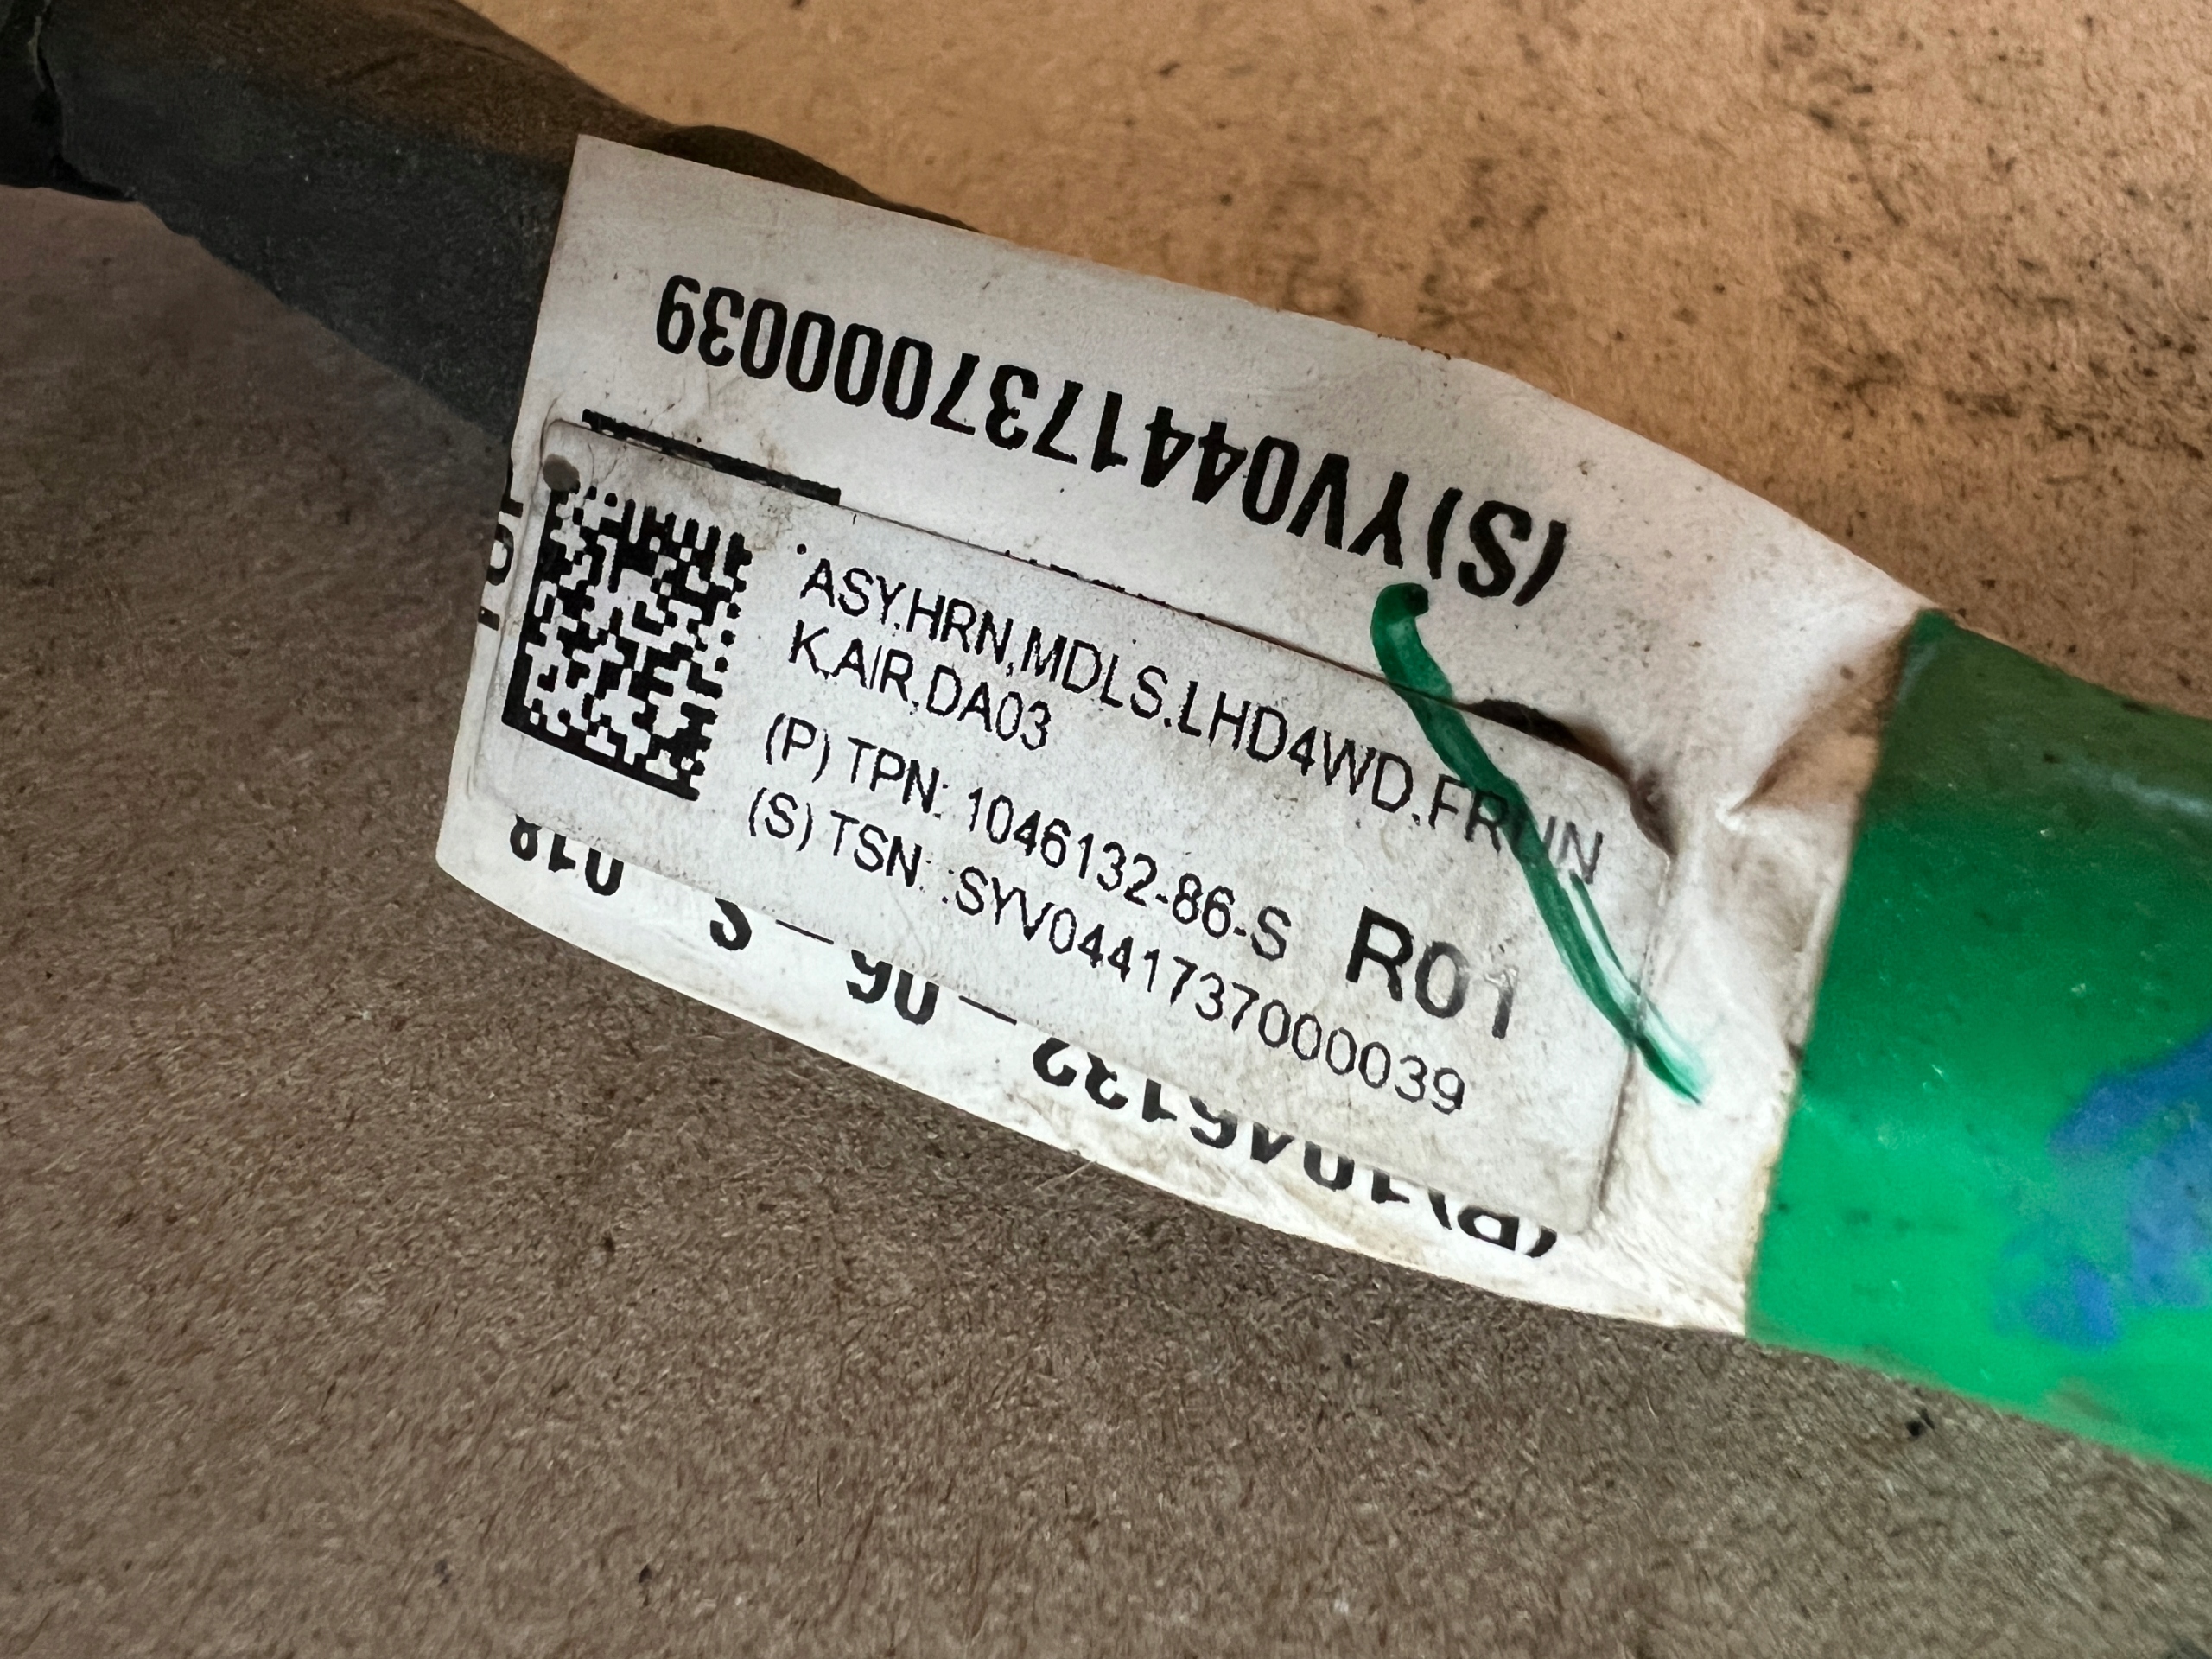 (S)YV0441737000039
ASY,HRN,MDLS,LHD4WD,FRUN
K,AIR,DA03
(P) TPN: 1046132-86-S R01
(S) TSN: :SYV0441737000039